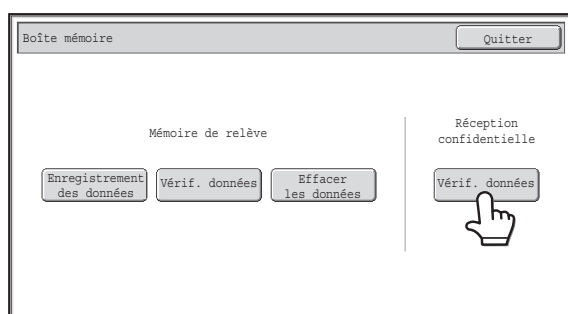 Boîte mémoire
Quitter
Mémoire de relève
Réception
confidentielle
Enregistrement
des données
Vérif. données
Effacer
les données
Vérif. données